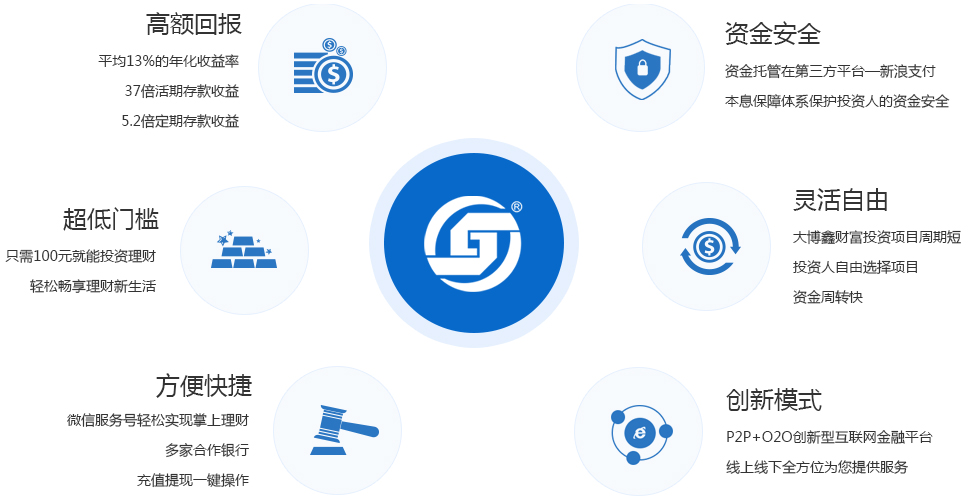 高额回报
平均13%的年化收益率
37倍活期存款收益
5.2倍定期存款收益
资金安全
资金托管在第三方平台—新浪支付
本息保障体系保护投资人的资金安全
超低门槛
只需100元就能投资理财
轻松畅享理财新生活
®
灵活自由
大博鑫财富投资项目周期短
投资人自由选择项目
资金周转快
方便快捷
微信服务号轻松实现掌上理财
多家合作银行
充值提现一键操作
创新模式
P2P+O2O创新型互联网金融平台
线上线下全方位为您提供服务